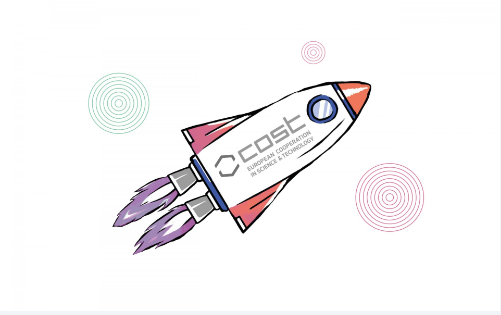 cost
EUROPEAN COOPERATION
IN SCIENCE & TECHNOLOGY